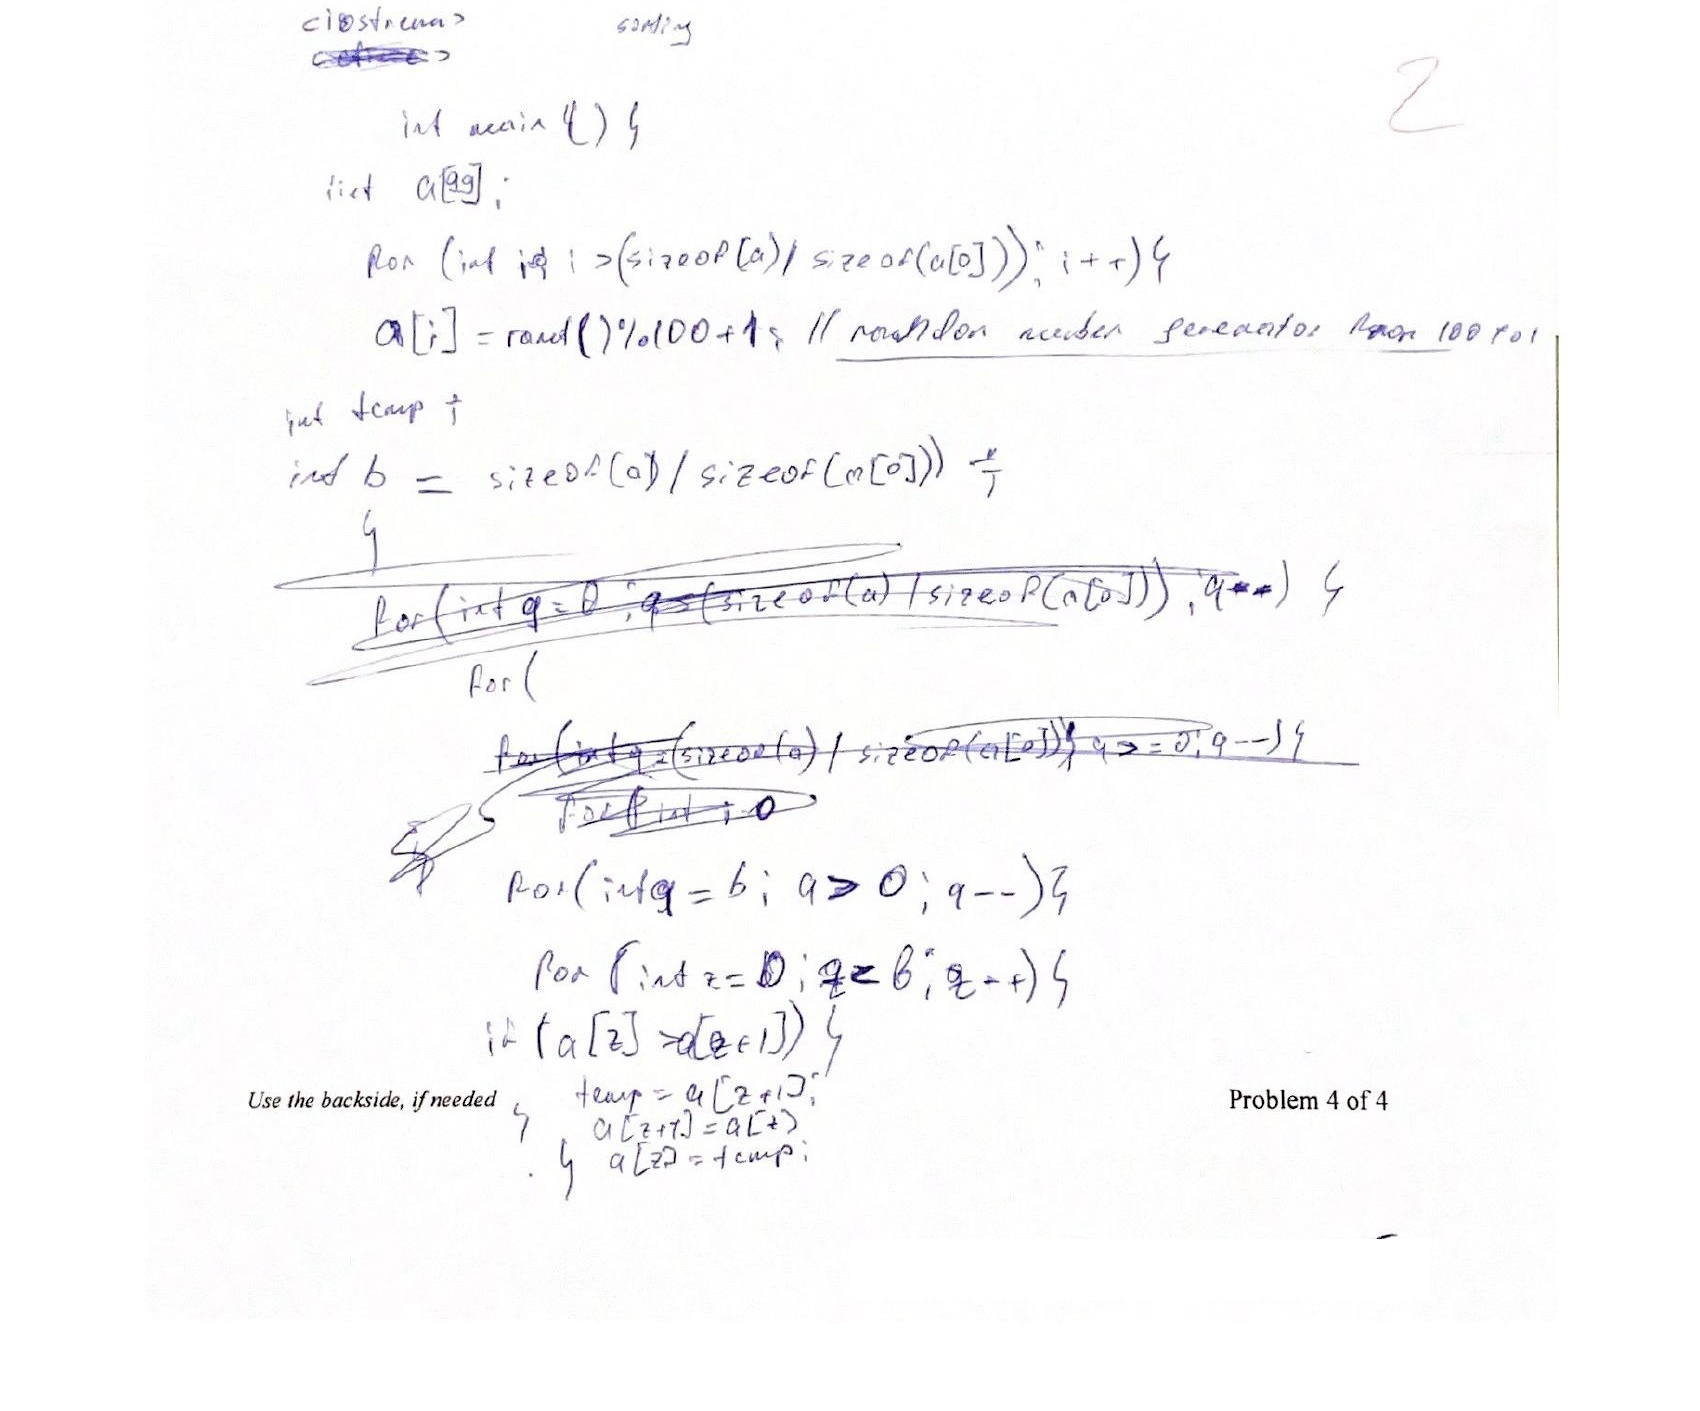 <iostream> sorting
2
int main () {
int a[99];
for (int i=0; i >(sizeof(a)/ sizeof(a[0])); i++){
a[i] = rand()%100+1; // random number generator from 100 to 1
int temp;
int b = sizeof(a)/ sizeof(a[0]));
}
for(int q=0; q>(sizeof(a)/sizeof(a[0])); q--) {
for(
for(int q=(sizeof(a)/ sizeof(a[0])); q>=0; q--){
for(int i 0
for(int q=b; q> 0; q--){
for (int z=0; z< b; z++){
if (a[z] >a[z+1]) {
temp = a[z+1];
} a[z+1] = a[z]
} a[z] = temp;
Use the backside, if needed
Problem 4 of 4